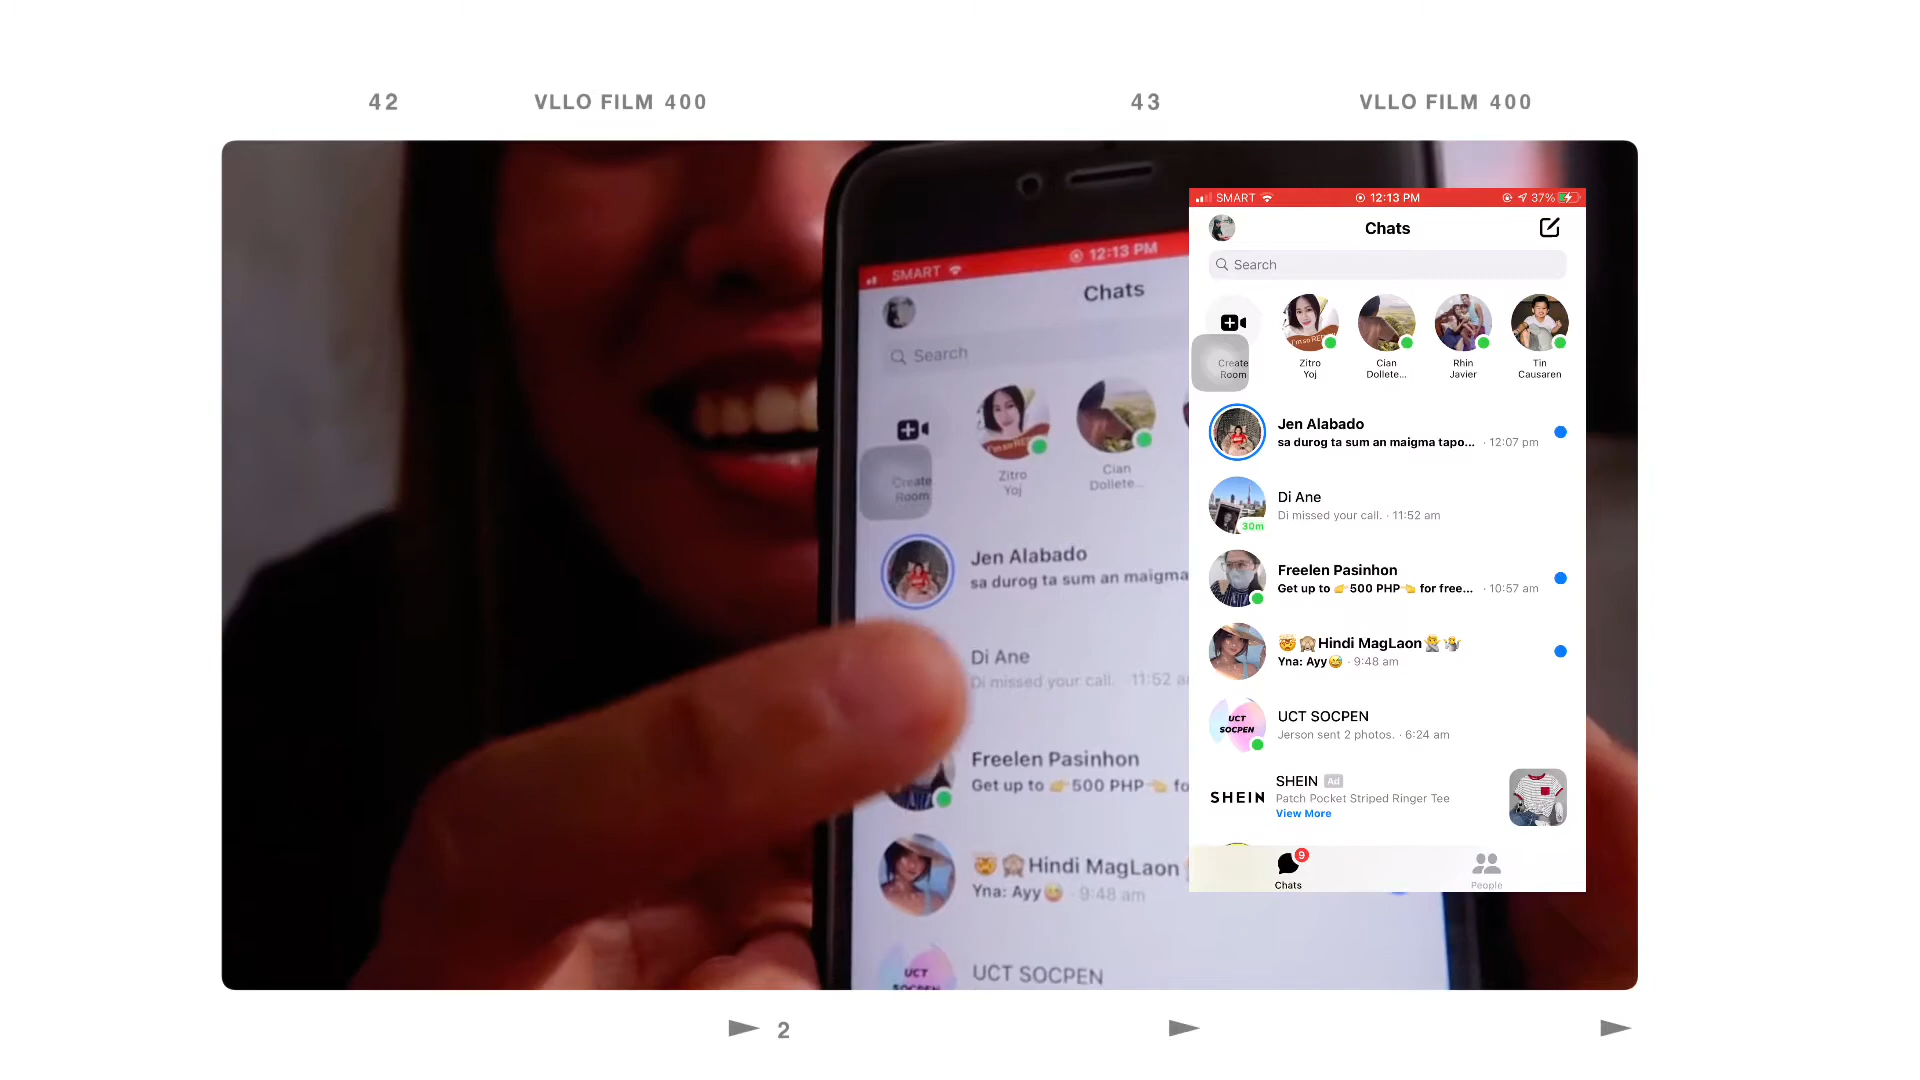 42 VLLO FILM 400 43 VLLO FILM 400
SMART 12:13 PM
Chats
Search
I'm so RE
Create
Room
Zitro
Yoj
Cian
Dollete...
Jen Alabado
sa durog ta sum an maigma
Di Ane
Di missed your call. 11:52 a
Freelen Pasinhon
Get up to 👉500 PHP👈 fo
🤯🙈Hindi MagLaon
Yna: Ayy😅 · 9:48 am
UCT
SOCPEN
UCT SOCPEN
SMART 12:13 PM 37%
Chats
Search
I'm so RE
Create
Room
Zitro
Yoj
Cian
Dollete...
Rhin
Javier
Tin
Causaren
Jen Alabado
sa durog ta sum an maigma tapo... · 12:07 pm
30m
Di Ane
Di missed your call. · 11:52 am
Freelen Pasinhon
Get up to 👉500 PHP👈 for free... · 10:57 am
🤯🙈Hindi MagLaon🙅🤷
Yna: Ayy😅 · 9:48 am
UCT
SOCPEN
UCT SOCPEN
Jerson sent 2 photos. · 6:24 am
SHEIN
SHEIN Ad
Patch Pocket Striped Ringer Tee
View More
9
Chats
People
2